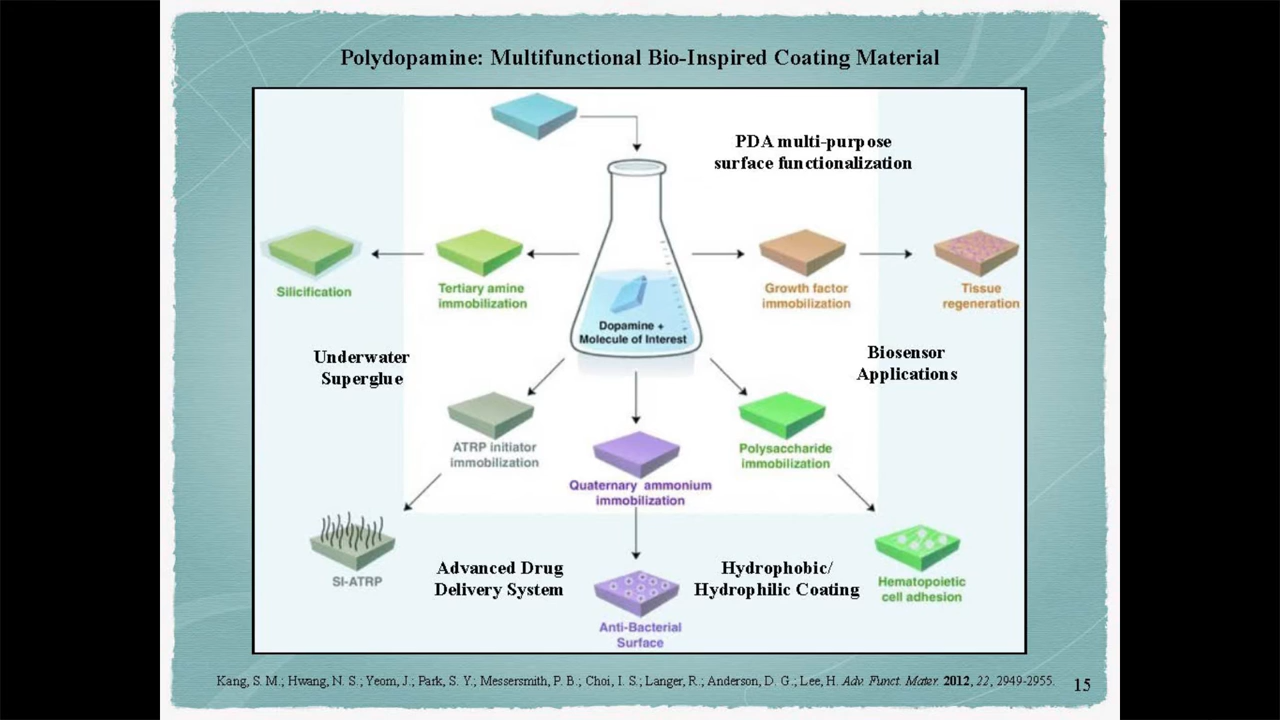 Polydopamine: Multifunctional Bio-Inspired Coating Material
PDA multi-purpose
surface functionalization
Silicification
Tertiary amine
immobilization
Dopamine +
Molecule of Interest
Growth factor
immobilization
Tissue
regeneration
Underwater
Superglue
Biosensor
Applications
ATRP initiator
immobilization
Quaternary ammonium
immobilization
Polysaccharide
immobilization
SI-ATRP
Advanced Drug
Delivery System
Anti-Bacterial
Surface
Hydrophobic/
Hydrophilic Coating
Hematopoietic
cell adhesion
Kang, S. M.; Hwang, N. S.; Yeom, J.; Park, S. Y.; Messersmith, P. B.; Choi, I. S.; Langer, R.; Anderson, D. G.; Lee, H. Adv. Funct. Mater. 2012, 22, 2949-2955.
15